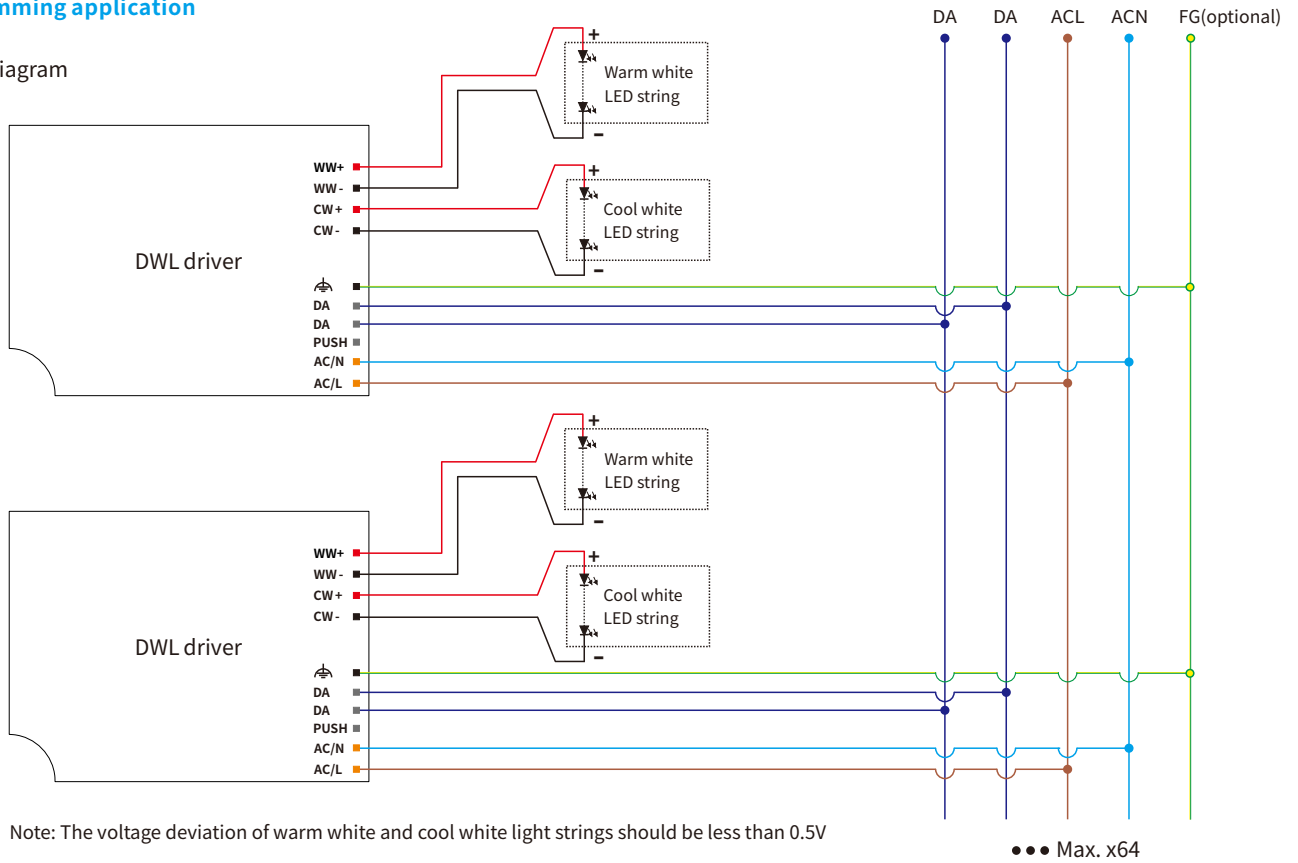 mming application
iagram
DA DA ACL ACN FG(optional)
+
Warm white
LED string
-
WW+
WW-
CW+
CW-
+
Cool white
LED string
-
DWL driver
DA
DA
PUSH
AC/N
AC/L
+
Warm white
LED string
-
WW+
WW-
CW+
CW-
+
Cool white
LED string
-
DWL driver
DA
DA
PUSH
AC/N
AC/L
Note: The voltage deviation of warm white and cool white light strings should be less than 0.5V
••• Max. x64